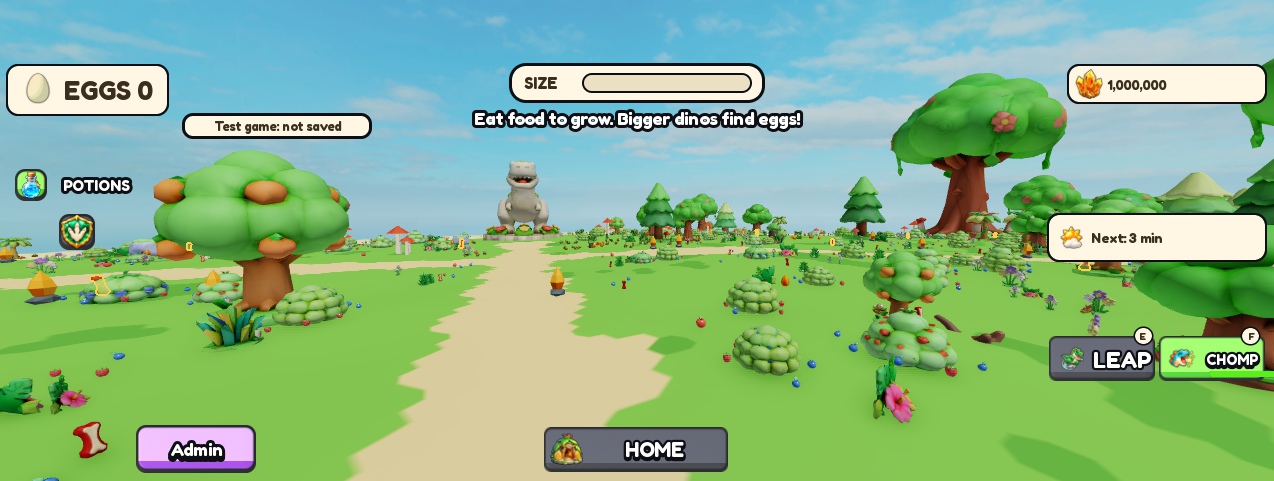 EGGS 0
SIZE
1,000,000
Test game: not saved
Eat food to grow. Bigger dinos find eggs!
POTIONS
Next: 3 min
E
F
LEAP
CHOMP
Admin
HOME